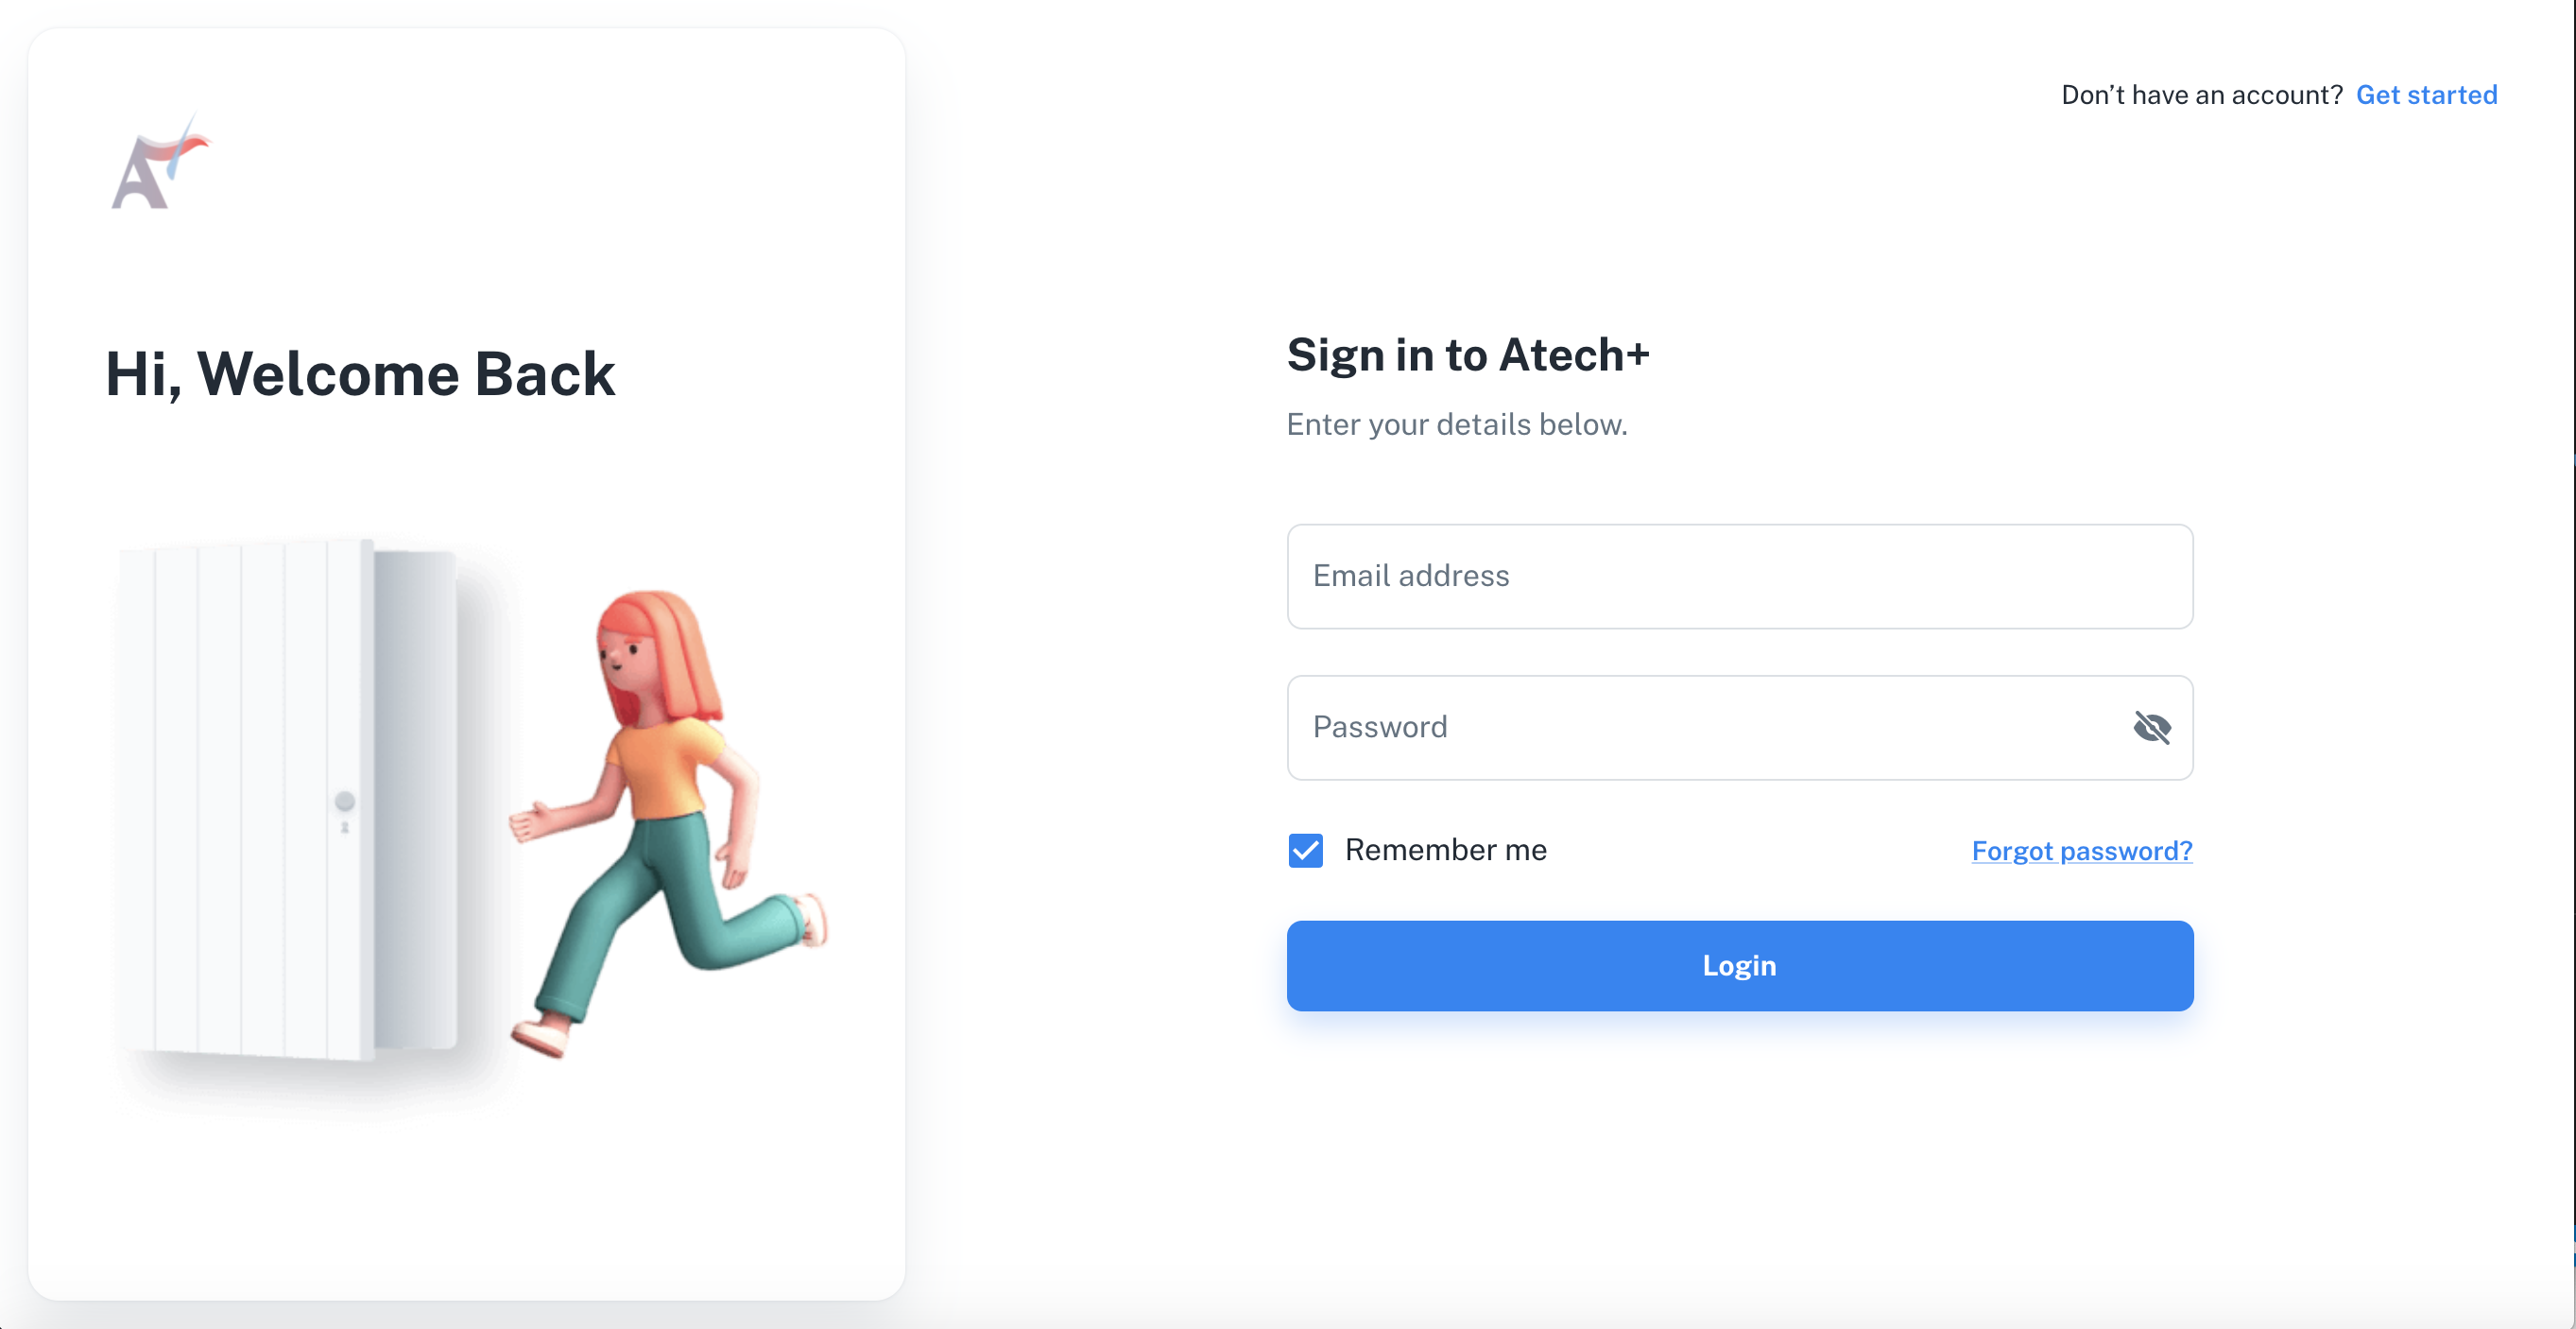 Don’t have an account? Get started
Hi, Welcome Back
Sign in to Atech+
Enter your details below.
Email address
Password
Remember me
Forgot password?
Login